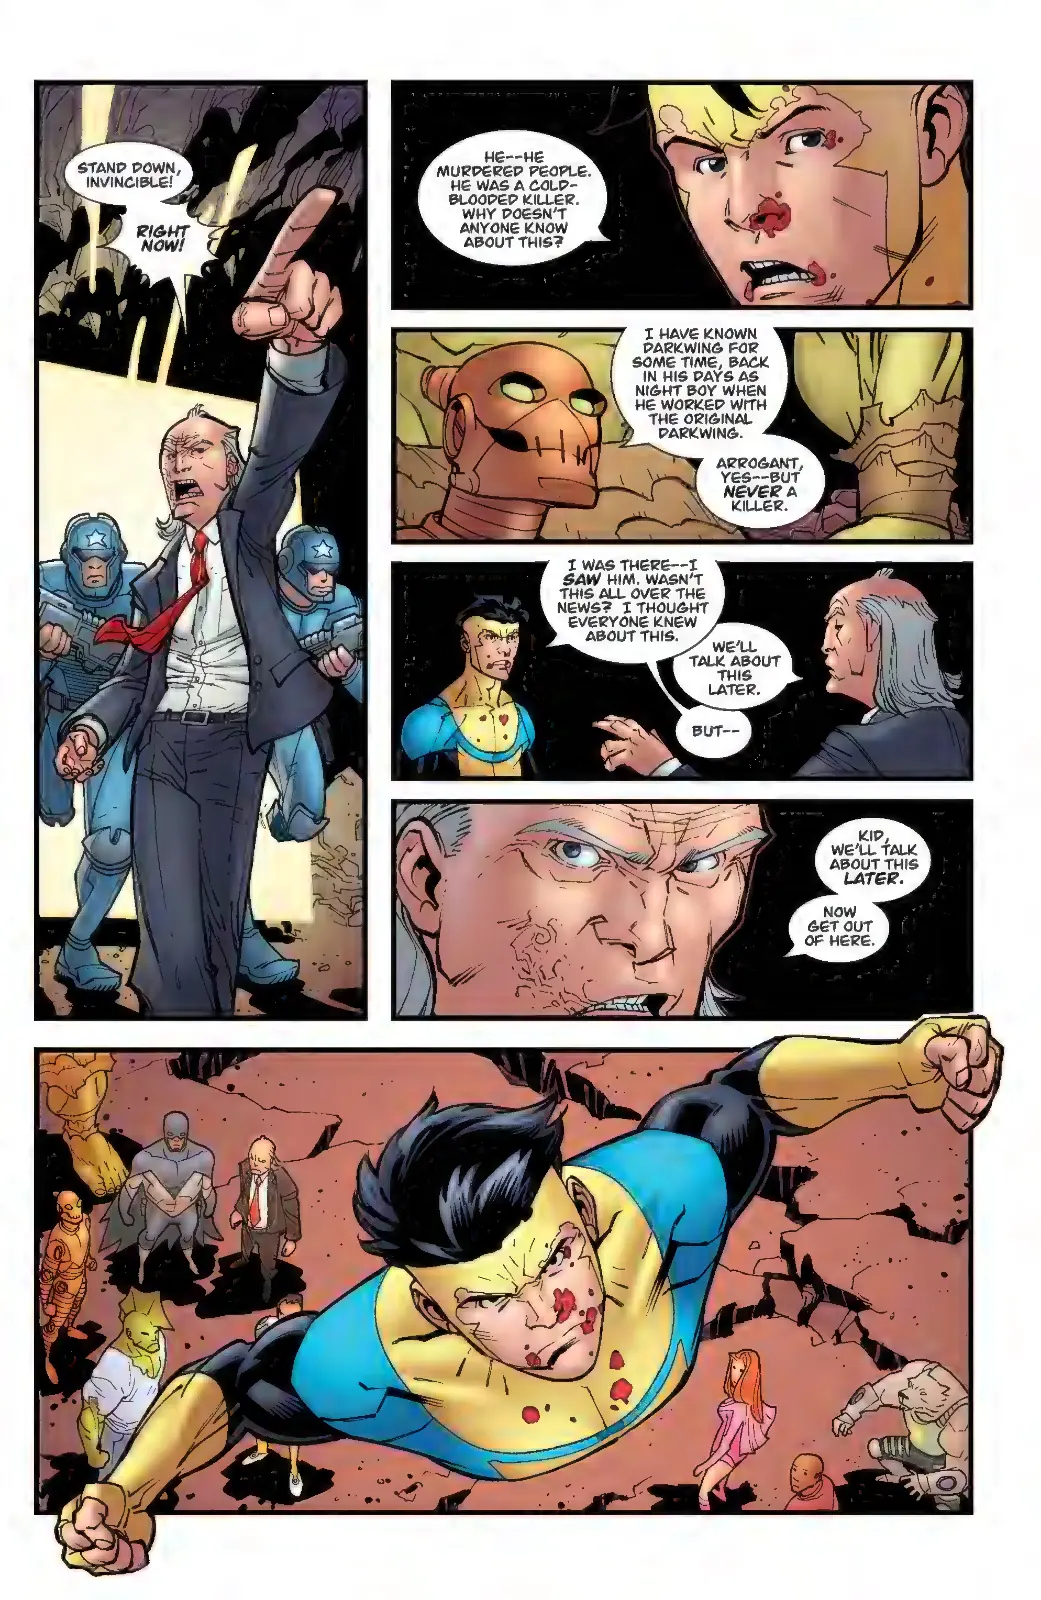 STAND DOWN,
INVINCIBLE!
RIGHT
NOW!
HE--HE
MURDERED PEOPLE.
HE WAS A COLD-
BLOODED KILLER.
WHY DOESN'T
ANYONE KNOW
ABOUT THIS?
I HAVE KNOWN
DARKWING FOR
SOME TIME, BACK
IN HIS DAYS AS
NIGHT BOY WHEN
HE WORKED WITH
THE ORIGINAL
DARKWING.
ARROGANT,
YES--BUT
NEVER A
KILLER.
I WAS THERE--I
SAW HIM. WASN'T
THIS ALL OVER THE
NEWS? I THOUGHT
EVERYONE KNEW
ABOUT THIS.
WE'LL
TALK ABOUT
THIS
LATER.
BUT--
KID,
WE'LL TALK
ABOUT THIS
LATER.
NOW
GET OUT
OF HERE.